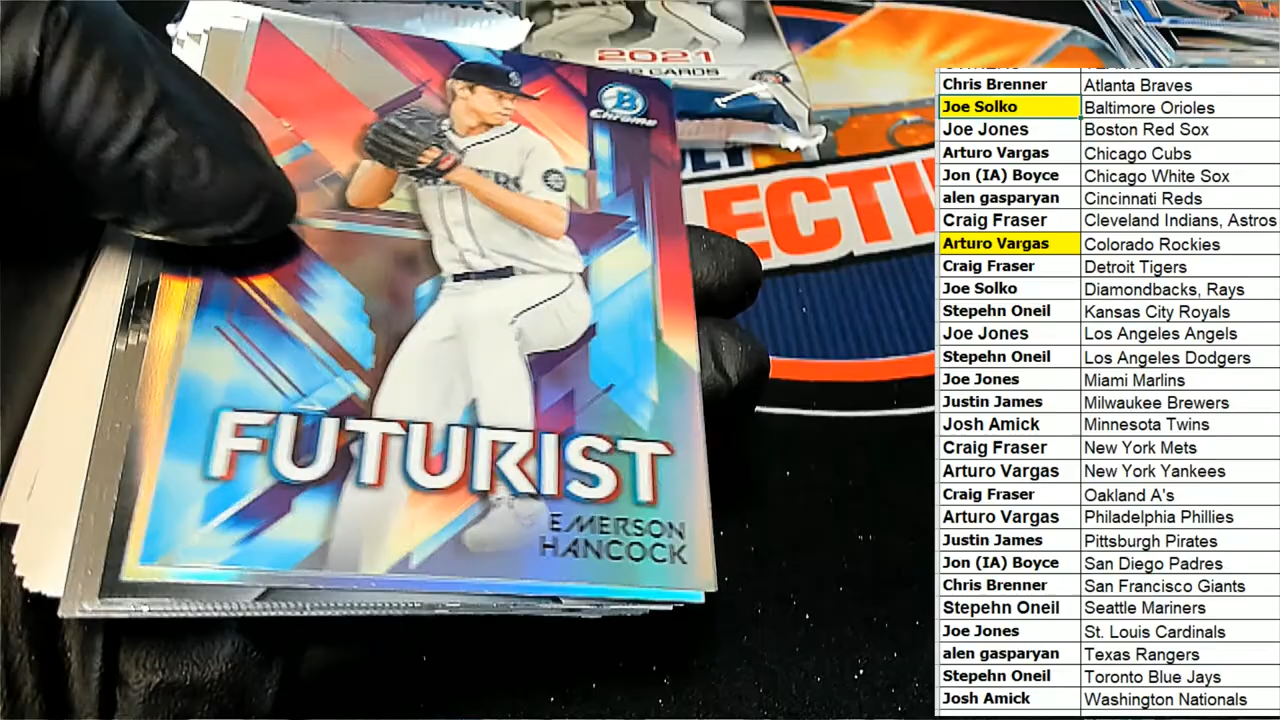 2021
CARDS
B
Chrome
ECTI
FUTURIST
EMERSON
HANCOCK
Chris Brenner Atlanta Braves
Joe Solko Baltimore Orioles
Joe Jones Boston Red Sox
Arturo Vargas Chicago Cubs
Jon (IA) Boyce Chicago White Sox
alen gasparyan Cincinnati Reds
Craig Fraser Cleveland Indians, Astros
Arturo Vargas Colorado Rockies
Craig Fraser Detroit Tigers
Joe Solko Diamondbacks, Rays
Stepehn Oneil Kansas City Royals
Joe Jones Los Angeles Angels
Stepehn Oneil Los Angeles Dodgers
Joe Jones Miami Marlins
Justin James Milwaukee Brewers
Josh Amick Minnesota Twins
Craig Fraser New York Mets
Arturo Vargas New York Yankees
Craig Fraser Oakland A's
Arturo Vargas Philadelphia Phillies
Justin James Pittsburgh Pirates
Jon (IA) Boyce San Diego Padres
Chris Brenner San Francisco Giants
Stepehn Oneil Seattle Mariners
Joe Jones St. Louis Cardinals
alen gasparyan Texas Rangers
Stepehn Oneil Toronto Blue Jays
Josh Amick Washington Nationals